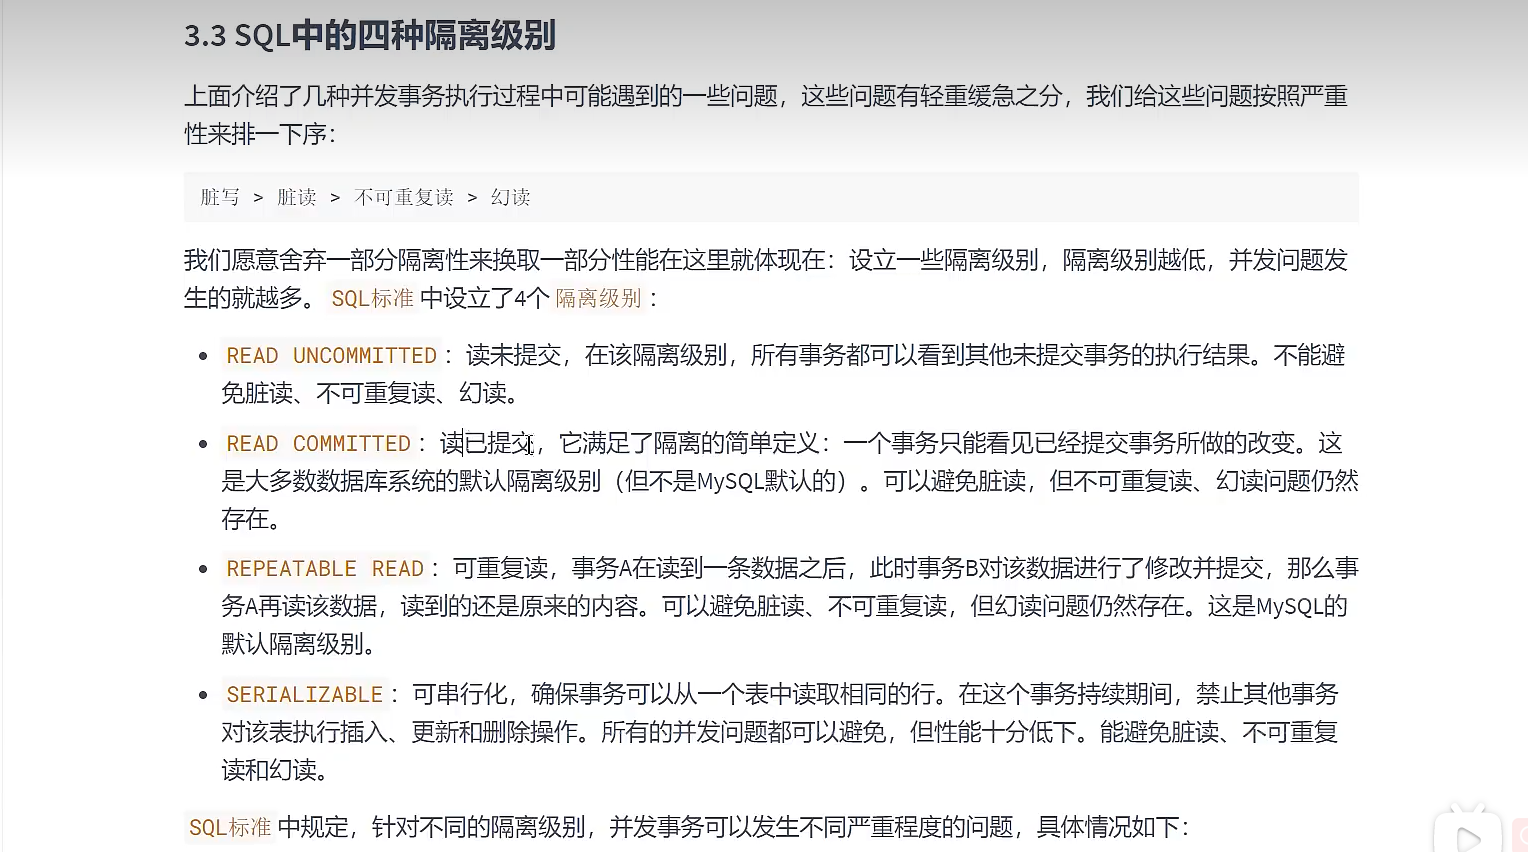 3.3 SQL中的四种隔离级别
上面介绍了几种并发事务执行过程中可能遇到的一些问题，这些问题有轻重缓急之分，我们给这些问题按照严重
性来排一下序：
脏写 > 脏读 > 不可重复读 > 幻读
我们愿意舍弃一部分隔离性来换取一部分性能在这里就体现在：设立一些隔离级别，隔离级别越低，并发问题发
生的就越多。 SQL标准 中设立了4个 隔离级别 ：
• READ UNCOMMITTED ：读未提交，在该隔离级别，所有事务都可以看到其他未提交事务的执行结果。不能避
免脏读、不可重复读、幻读。
• READ COMMITTED ：读已提交，它满足了隔离的简单定义：一个事务只能看见已经提交事务所做的改变。这
是大多数数据库系统的默认隔离级别（但不是MySQL默认的）。可以避免脏读，但不可重复读、幻读问题仍然
存在。
• REPEATABLE READ ：可重复读，事务A在读到一条数据之后，此时事务B对该数据进行了修改并提交，那么事
务A再读该数据，读到的还是原来的内容。可以避免脏读、不可重复读，但幻读问题仍然存在。这是MySQL的
默认隔离级别。
• SERIALIZABLE ：可串行化，确保事务可以从一个表中读取相同的行。在这个事务持续期间，禁止其他事务
对该表执行插入、更新和删除操作。所有的并发问题都可以避免，但性能十分低下。能避免脏读、不可重复
读和幻读。
SQL标准 中规定，针对不同的隔离级别，并发事务可以发生不同严重程度的问题，具体情况如下：